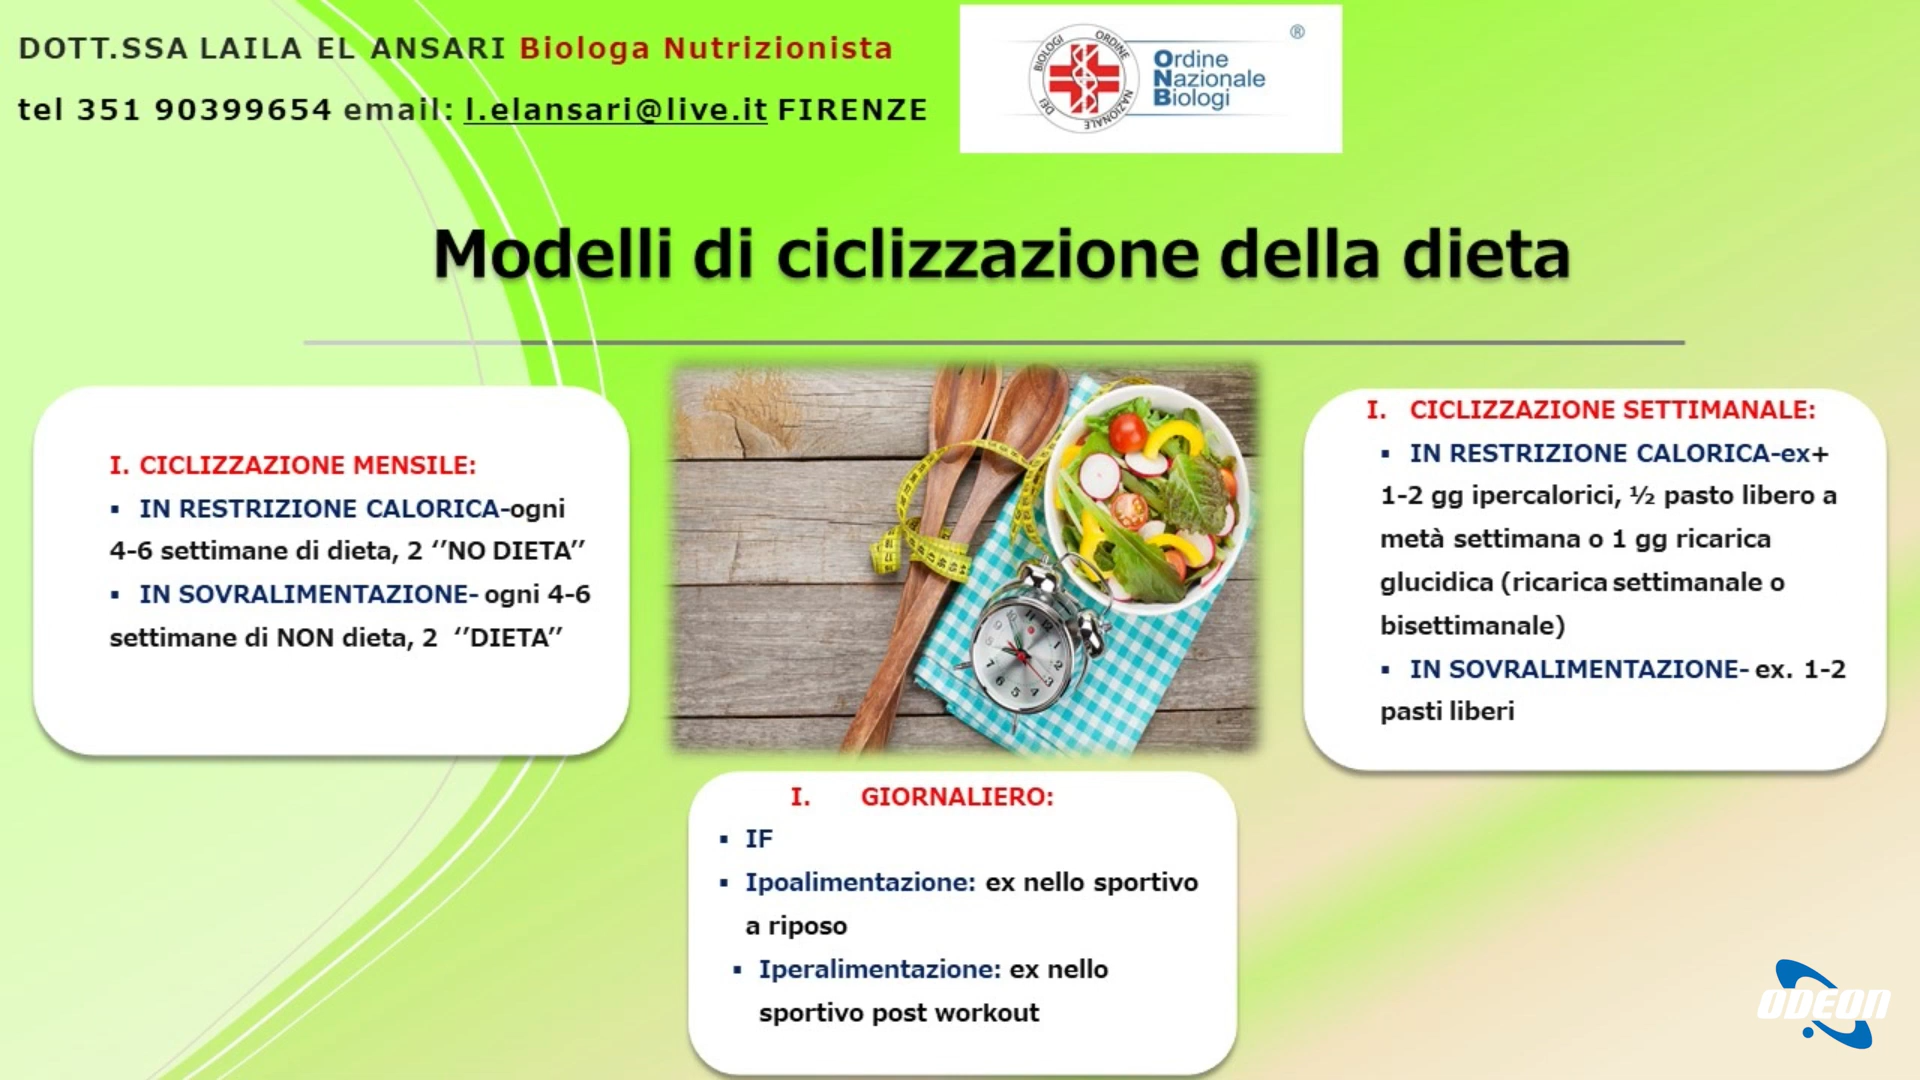 DOTT.SSA LAILA EL ANSARI Biologa Nutrizionista
tel 351 90399654 email: l.elansari@live.it FIRENZE
ORDINE NAZIONALE DEI BIOLOGI
Ordine
Nazionale
Biologi
®
Modelli di ciclizzazione della dieta
I. CICLIZZAZIONE MENSILE:
▪ IN RESTRIZIONE CALORICA-ogni
4-6 settimane di dieta, 2 ‘’NO DIETA’’
▪ IN SOVRALIMENTAZIONE- ogni 4-6
settimane di NON dieta, 2 ‘’DIETA’’
I. CICLIZZAZIONE SETTIMANALE:
▪ IN RESTRIZIONE CALORICA-ex+
1-2 gg ipercalorici, ½ pasto libero a
metà settimana o 1 gg ricarica
glucidica (ricarica settimanale o
bisettimanale)
▪ IN SOVRALIMENTAZIONE- ex. 1-2
pasti liberi
I. GIORNALIERO:
▪ IF
▪ Ipoalimentazione: ex nello sportivo
a riposo
▪ Iperalimentazione: ex nello
sportivo post workout
ODEON